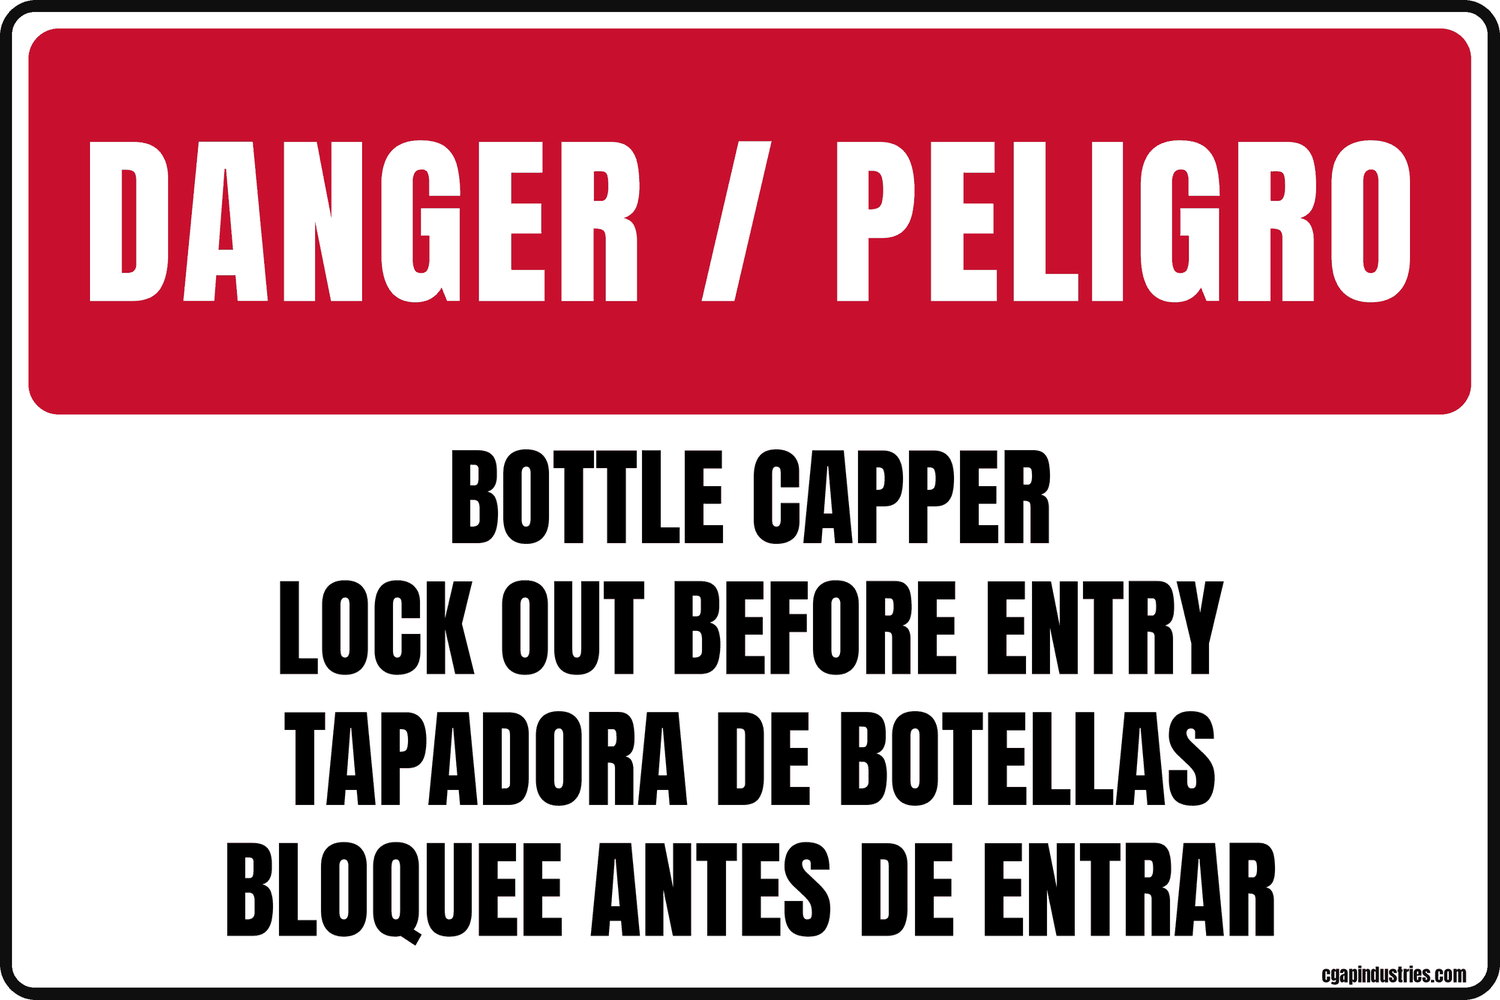 DANGER / PELIGRO
BOTTLE CAPPER
LOCK OUT BEFORE ENTRY
TAPADORA DE BOTELLAS
BLOQUEE ANTES DE ENTRAR
cgapindustries.com